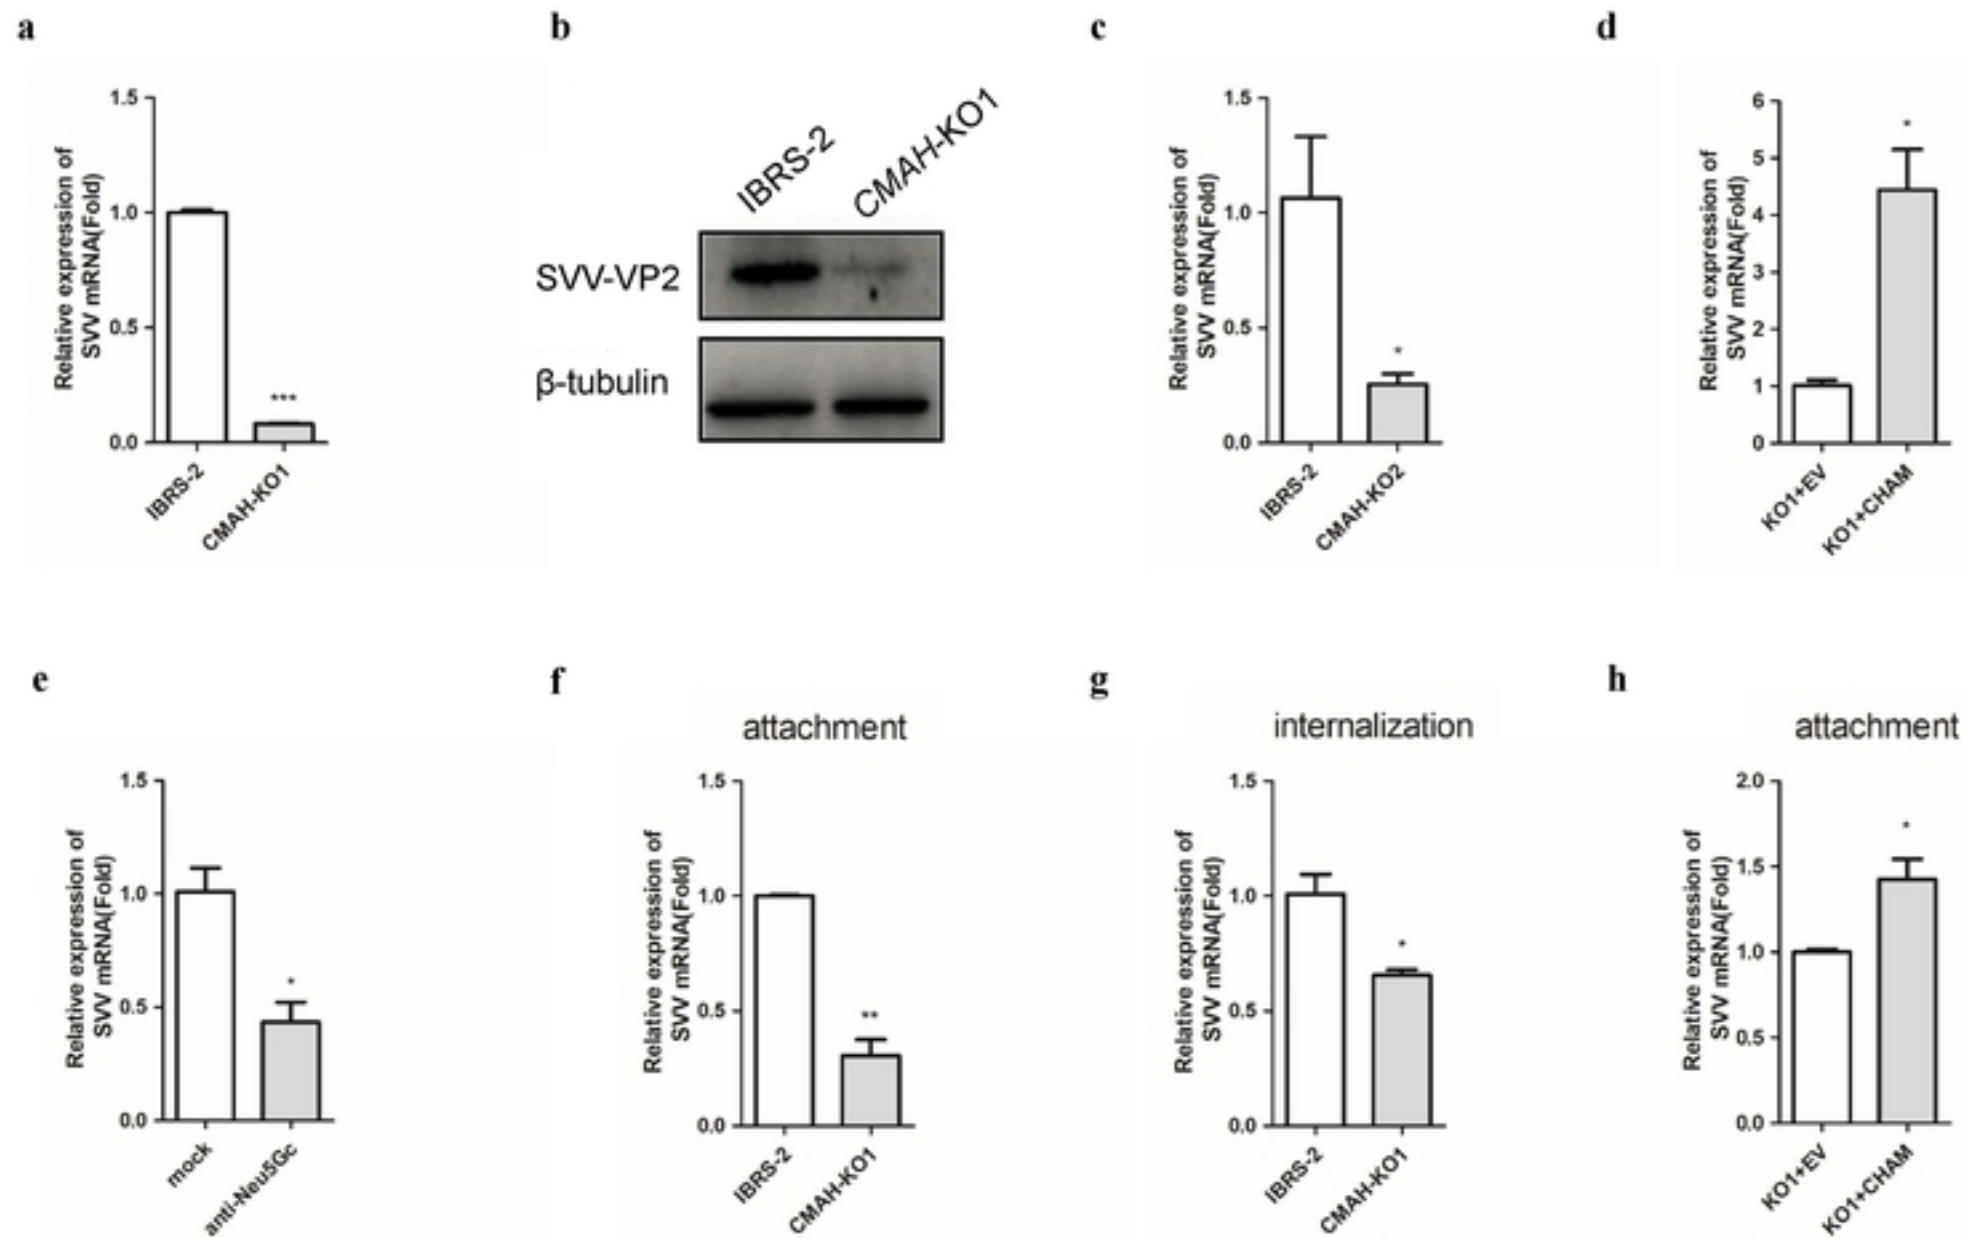 a
1.5
1.0
0.5
0.0
Relative expression of
SVV mRNA(Fold)
***
IBRS-2
CMAH-KO1
b
IBRS-2
CMAH-KO1
SVV-VP2
β-tubulin
c
1.5
1.0
0.5
0.0
Relative expression of
SVV mRNA(Fold)
*
IBRS-2
CMAH-KO2
d
6
5
4
3
2
1
0
Relative expression of
SVV mRNA(Fold)
*
KO1+EV
KO1+CHAM
e
1.5
1.0
0.5
0.0
Relative expression of
SVV mRNA(Fold)
*
mock
anti-Neu5Gc
f
attachment
1.5
1.0
0.5
0.0
Relative expression of
SVV mRNA(Fold)
**
IBRS-2
CMAH-KO1
g
internalization
1.5
1.0
0.5
0.0
Relative expression of
SVV mRNA(Fold)
*
IBRS-2
CMAH-KO1
h
attachment
2.0
1.5
1.0
0.5
0.0
Relative expression of
SVV mRNA(Fold)
*
KO1+EV
KO1+CHAM